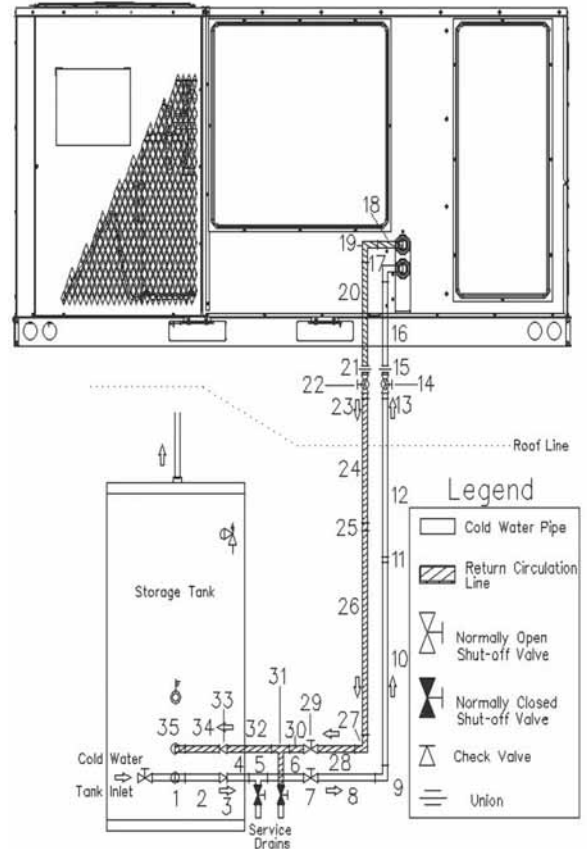 18
19
17
20
16
21 15
22 14
23 13
Roof Line
24
12
25
11
26
10
Storage Tank
31
33 29
35 34 32 30 27
Cold Water
4 5 6 28
Tank Inlet
1 2 3 7 8 9
Service
Drains
Legend
Cold Water Pipe
Return Circulation
Line
Normally Open
Shut-off Valve
Normally Closed
Shut-off Valve
Check Valve
Union